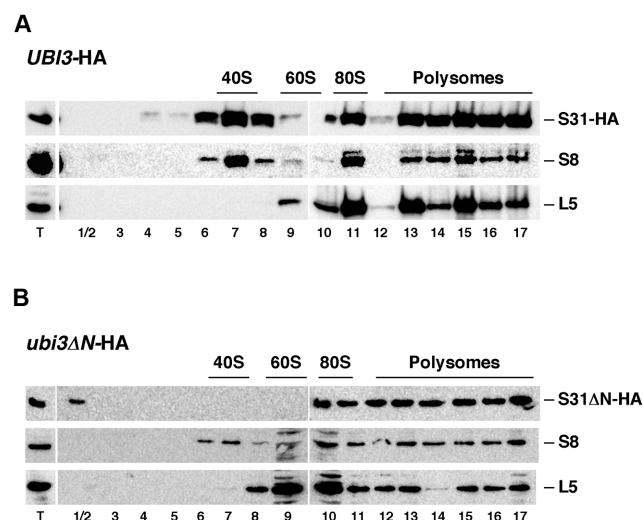 A
UBI3-HA
40S 60S 80S Polysomes
– S31-HA
– S8
– L5
T 1/2 3 4 5 6 7 8 9 10 11 12 13 14 15 16 17
B
ubi3ΔN-HA
40S 60S 80S Polysomes
– S31ΔN-HA
– S8
– L5
T 1/2 3 4 5 6 7 8 9 10 11 12 13 14 15 16 17